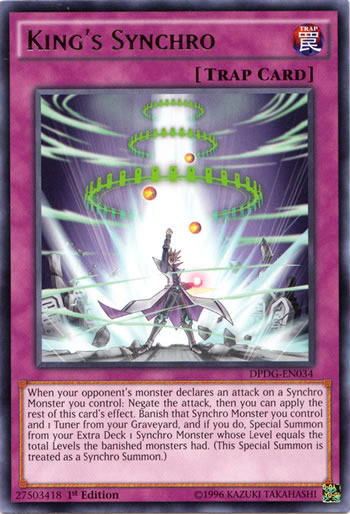 King's Synchro
TRAP
罠
[Trap Card]
DPDG-EN034
When your opponent's monster declares an attack on a Synchro
Monster you control: Negate the attack, then you can apply the
rest of this card's effect. Banish that Synchro Monster you control
and 1 Tuner from your Graveyard, and if you do, Special Summon
from your Extra Deck 1 Synchro Monster whose Level equals the
total Levels the banished monsters had. (This Special Summon is
treated as a Synchro Summon.)
27503418 1st Edition ©1996 KAZUKI TAKAHASHI